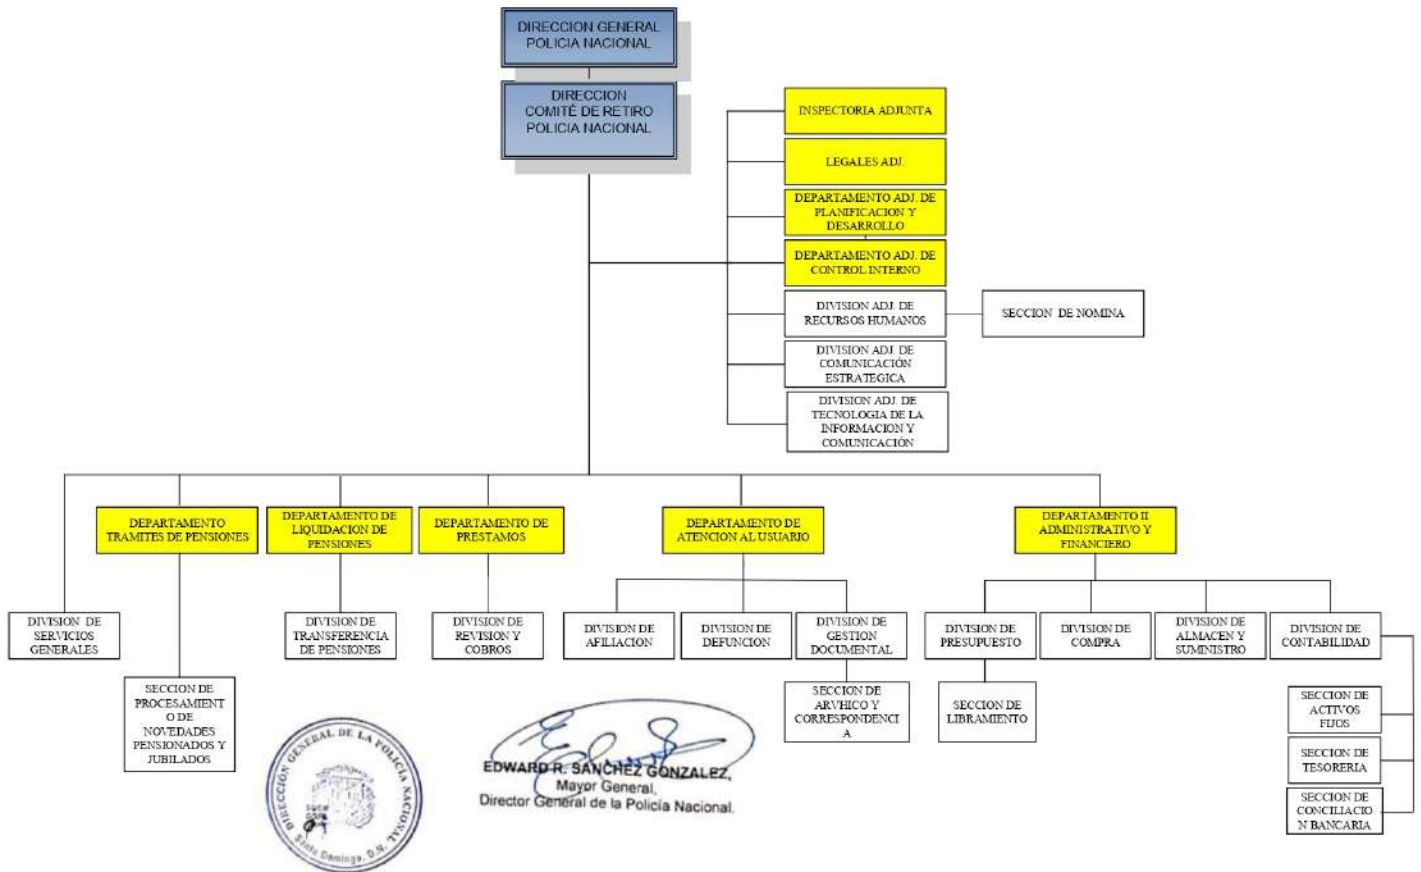 DIRECCION GENERAL
POLICIA NACIONAL
DIRECCION
COMITÉ DE RETIRO
POLICIA NACIONAL
INSPECTORIA ADJUNTA
LEGALES ADJ.
DEPARTAMENTO ADJ. DE
PLANIFICACION Y
DESARROLLO
DEPARTAMENTO ADJ. DE
CONTROL INTERNO
DIVISION ADJ. DE
RECURSOS HUMANOS
SECCION DE NOMINA
DIVISION ADJ. DE
COMUNICACIÓN
ESTRATEGICA
DIVISION ADJ. DE
TECNOLOGIA DE LA
INFORMACION Y
COMUNICACIÓN
DEPARTAMENTO
TRAMITES DE PENSIONES
DEPARTAMENTO DE
LIQUIDACION DE
PENSIONES
DEPARTAMENTO DE
PRESTAMOS
DEPARTAMENTO DE
ATENCION AL USUARIO
DEPARTAMENTO II
ADMINISTRATIVO Y
FINANCIERO
DIVISION DE
SERVICIOS
GENERALES
DIVISION DE
TRANSFERENCIA
DE PENSIONES
DIVISION DE
REVISION Y
COBROS
DIVISION DE
AFILIACION
DIVISION DE
DEFUNCION
DIVISION DE
GESTION
DOCUMENTAL
DIVISION DE
PRESUPUESTO
DIVISION DE
COMPRA
DIVISION DE
ALMACEN Y
SUMINISTRO
DIVISION DE
CONTABILIDAD
SECCION DE
PROCESAMIENT
O DE
NOVEDADES
PENSIONADOS Y
JUBILADOS
SECCION DE
ARVHICO Y
CORRESPONDENCI
A
SECCION DE
LIBRAMIENTO
SECCION DE
ACTIVOS
FIJOS
SECCION DE
TESORERIA
SECCION DE
CONCILIACIO
N BANCARIA
DIRECCIÓN GENERAL DE LA POLICÍA NACIONAL
Santo Domingo, D.N.
EDWARD R. SANCHEZ GONZALEZ,
Mayor General,
Director General de la Policía Nacional.